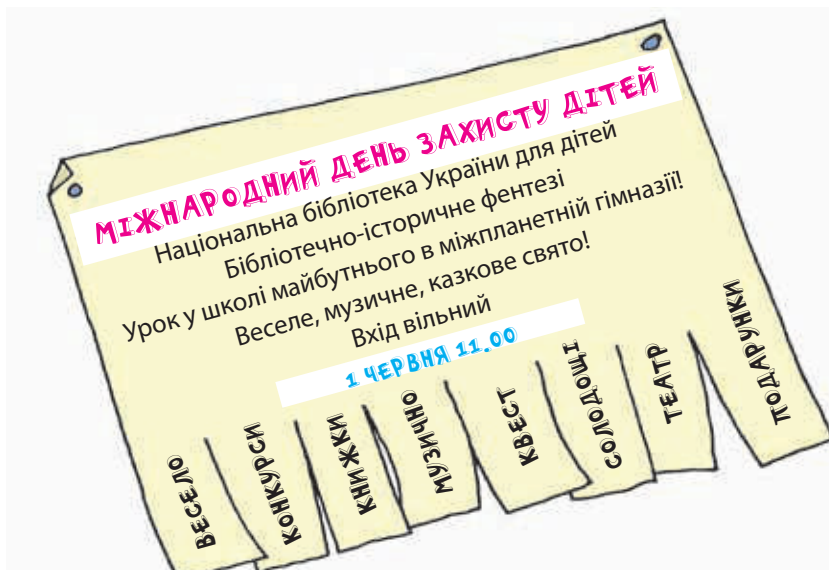 МІЖНАРОДНИЙ ДЕНЬ ЗАХИСТУ ДІТЕЙ
Національна бібліотека України для дітей
Бібліотечно-історичне фентезі
Урок у школі майбутнього в міжпланетній гімназії!
Веселе, музичне, казкове свято!
Вхід вільний
1 ЧЕРВНЯ 11.00
ВЕСЕЛО
КОНКУРСИ
КНИЖКИ
МУЗИЧНО
КВЕСТ
СОЛОДОЩІ
ТЕАТР
ПОДАРУНКИ